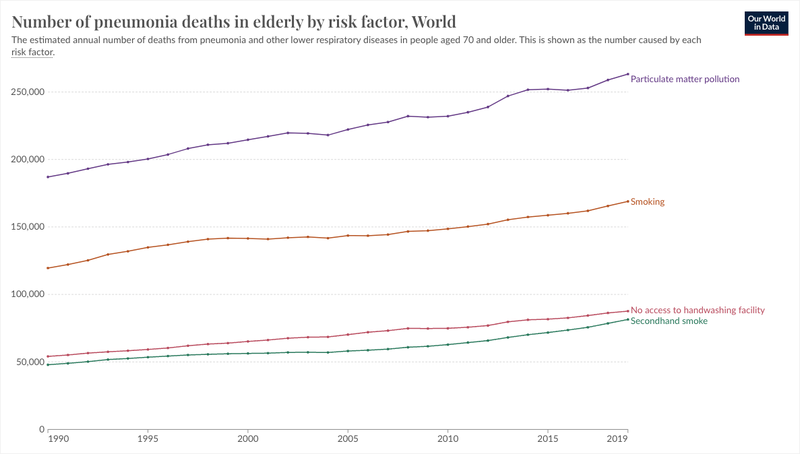 Number of pneumonia deaths in elderly by risk factor, World
Our World
in Data
The estimated annual number of deaths from pneumonia and other lower respiratory diseases in people aged 70 and older. This is shown as the number caused by each
risk factor.
250,000
200,000
150,000
100,000
50,000
0
Particulate matter pollution
Smoking
No access to handwashing facility
Secondhand smoke
1990
1995
2000
2005
2010
2015
2019